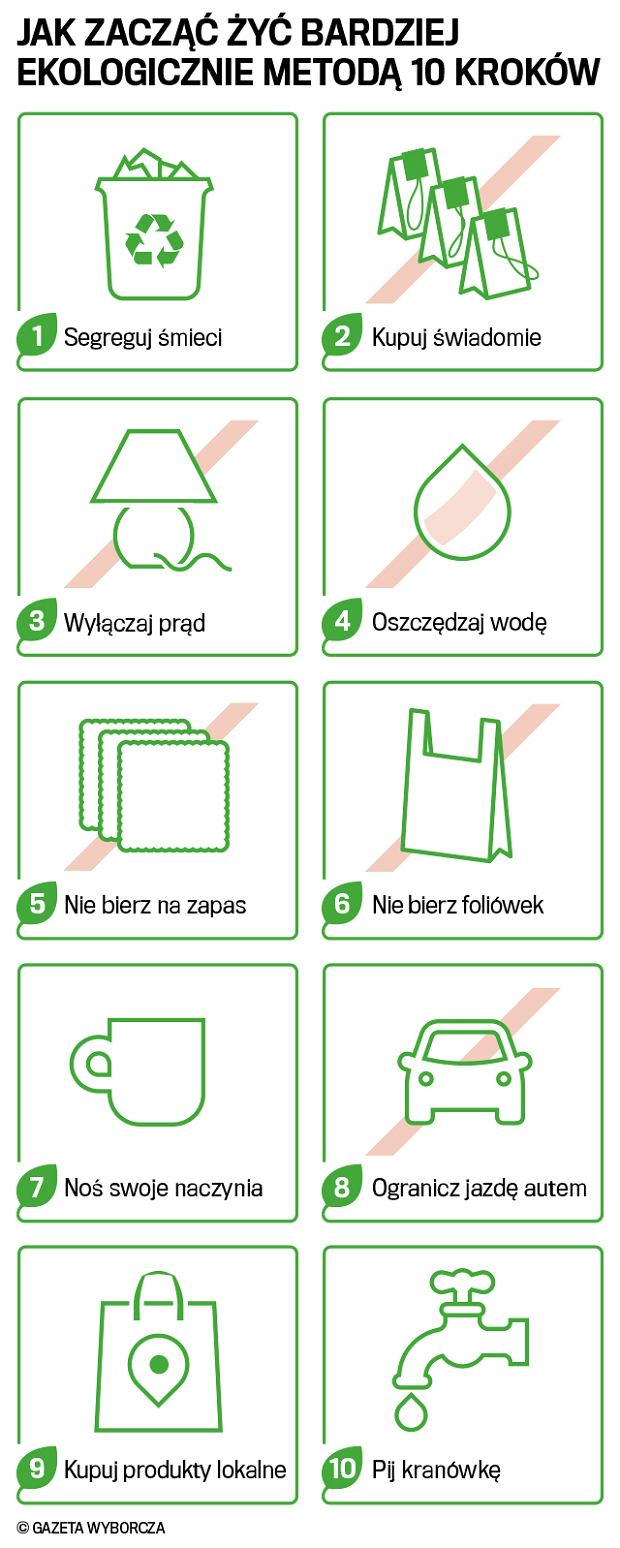 JAK ZACZĄĆ ŻYĆ BARDZIEJ
EKOLOGICZNIE METODĄ 10 KROKÓW
1 Segreguj śmieci
2 Kupuj świadomie
3 Wyłączaj prąd
4 Oszczędzaj wodę
5 Nie bierz na zapas
6 Nie bierz foliówek
7 Noś swoje naczynia
8 Ogranicz jazdę autem
9 Kupuj produkty lokalne
10 Pij kranówkę
© GAZETA WYBORCZA